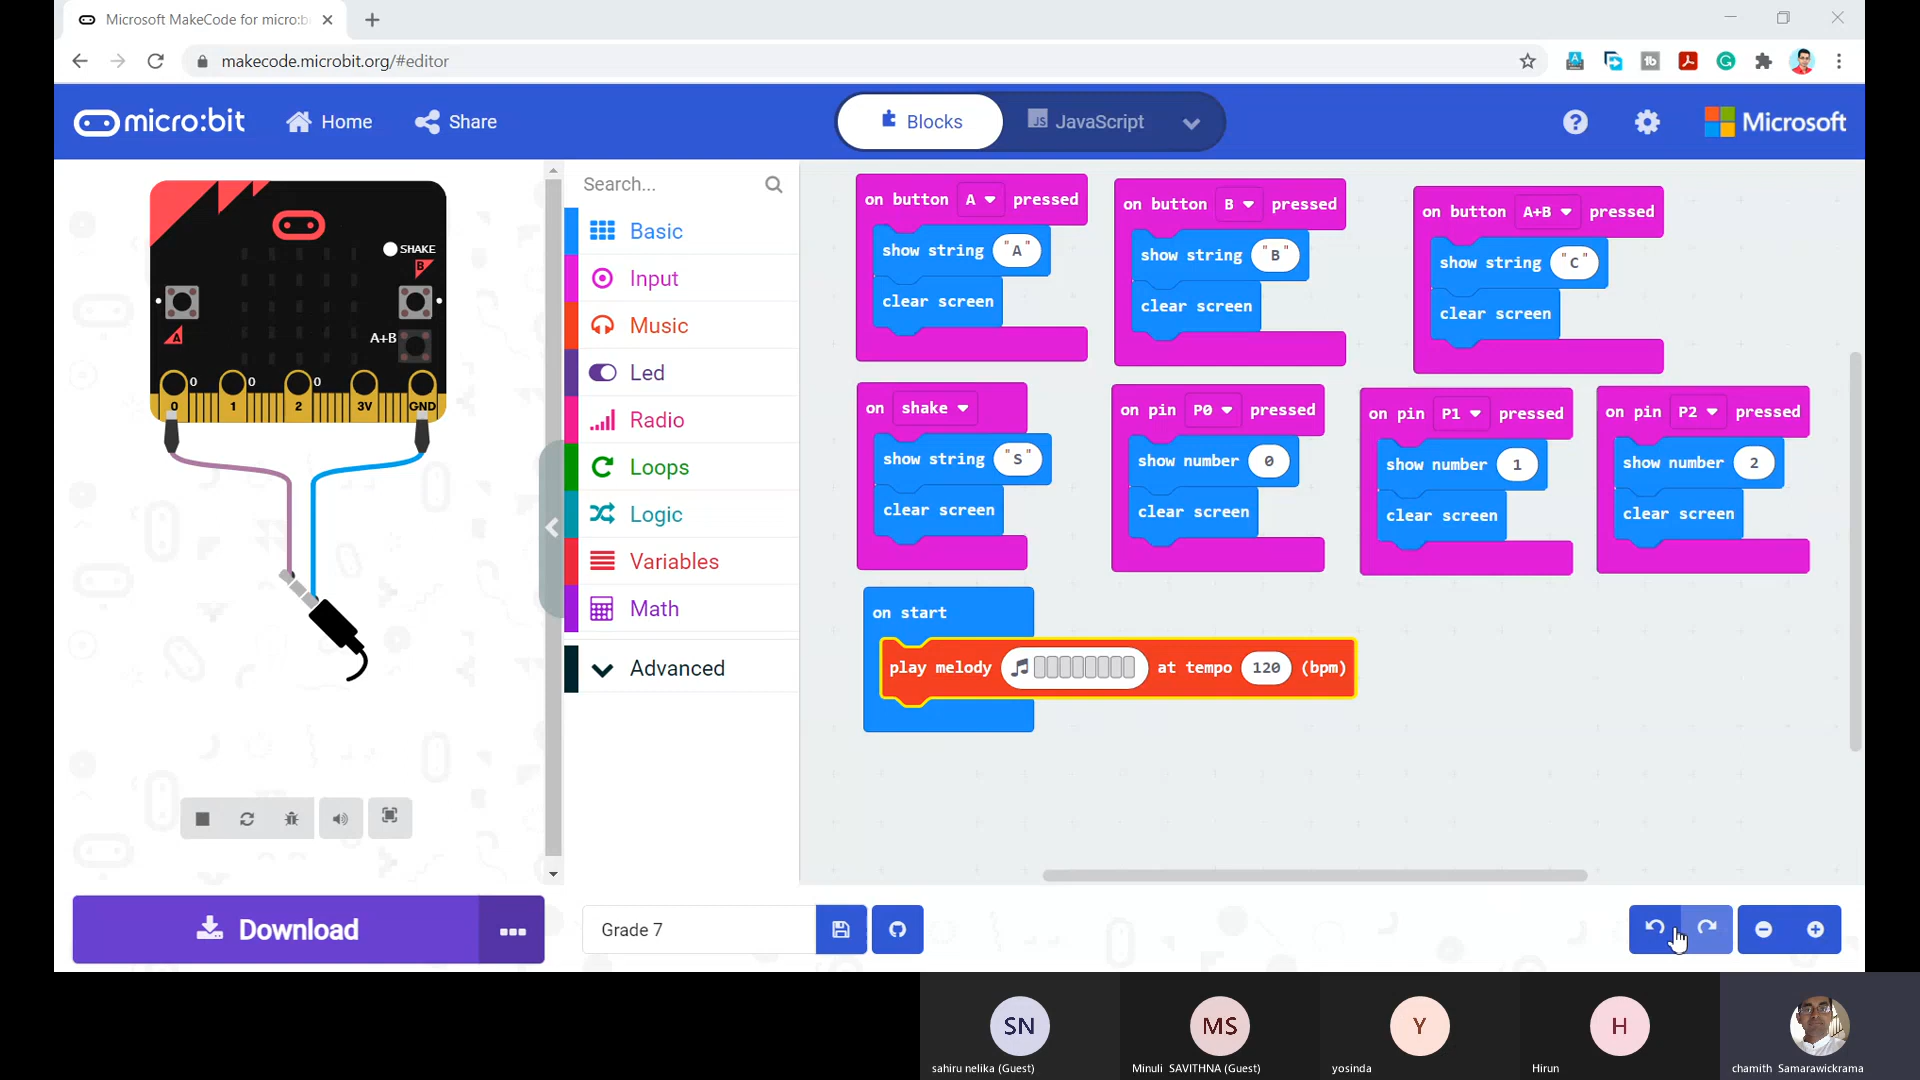 Microsoft MakeCode for micro:b
makecode.microbit.org/#editor
micro:bit
Home
Share
Blocks
JS JavaScript
Microsoft
SHAKE
B
A
A+B
0 0 0
0 1 2 3V GND
Search...
Basic
Input
Music
Led
Radio
Loops
Logic
Variables
Math
Advanced
on button A pressed
show string "A"
clear screen
on button B pressed
show string "B"
clear screen
on button A+B pressed
show string "C"
clear screen
on shake
show string "S"
clear screen
on pin P0 pressed
show number 0
clear screen
on pin P1 pressed
show number 1
clear screen
on pin P2 pressed
show number 2
clear screen
on start
play melody at tempo 120 (bpm)
Download
Grade 7
SN
sahiru nelika (Guest)
MS
Minuli SAVITHNA (Guest)
Y
yosinda
H
Hirun
chamith Samarawickrama